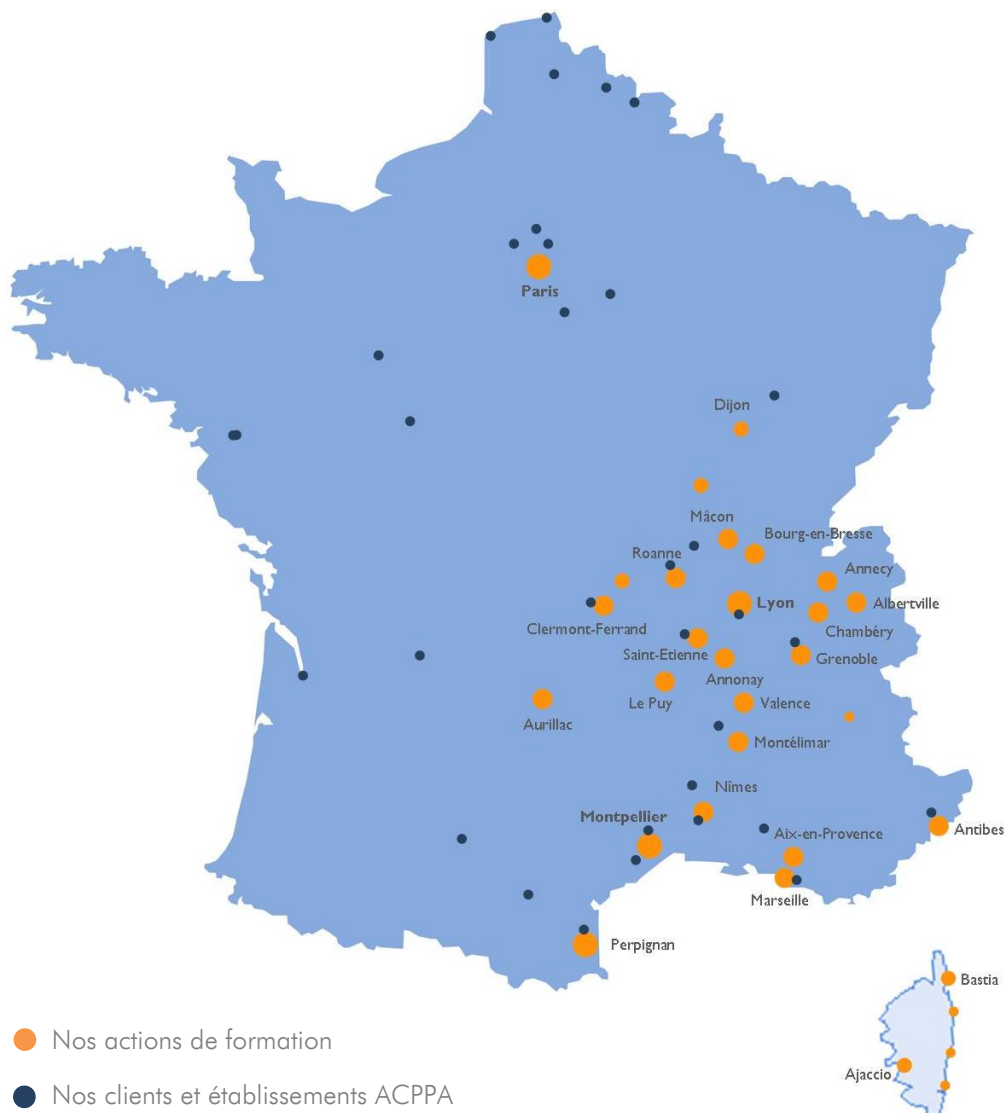 Paris
Dijon
Mâcon
Bourg-en-Bresse
Roanne
Annecy
Lyon
Albertville
Clermont-Ferrand
Chambéry
Saint-Etienne
Grenoble
Annonay
Le Puy
Valence
Aurillac
Montélimar
Nîmes
Montpellier
Aix-en-Provence
Antibes
Marseille
Perpignan
Bastia
Nos actions de formation
Ajaccio
Nos clients et établissements ACPPA